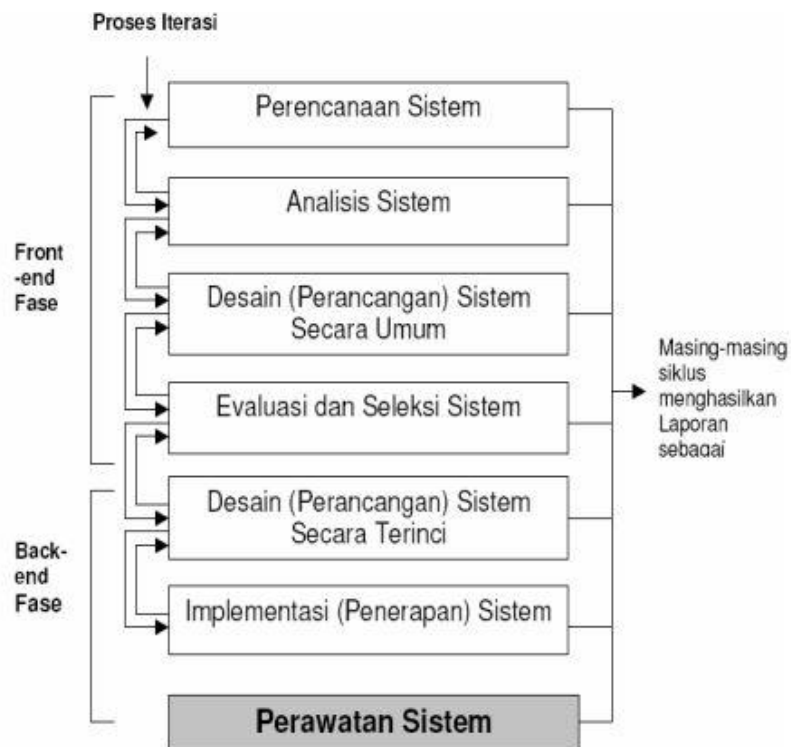 Proses Iterasi
Perencanaan Sistem
Analisis Sistem
Front
-end
Fase
Desain (Perancangan) Sistem
Secara Umum
Evaluasi dan Seleksi Sistem
Masing-masing
siklus
menghasilkan
Laporan
sebagai
Desain (Perancangan) Sistem
Secara Terinci
Back-
end
Fase
Implementasi (Penerapan) Sistem
Perawatan Sistem